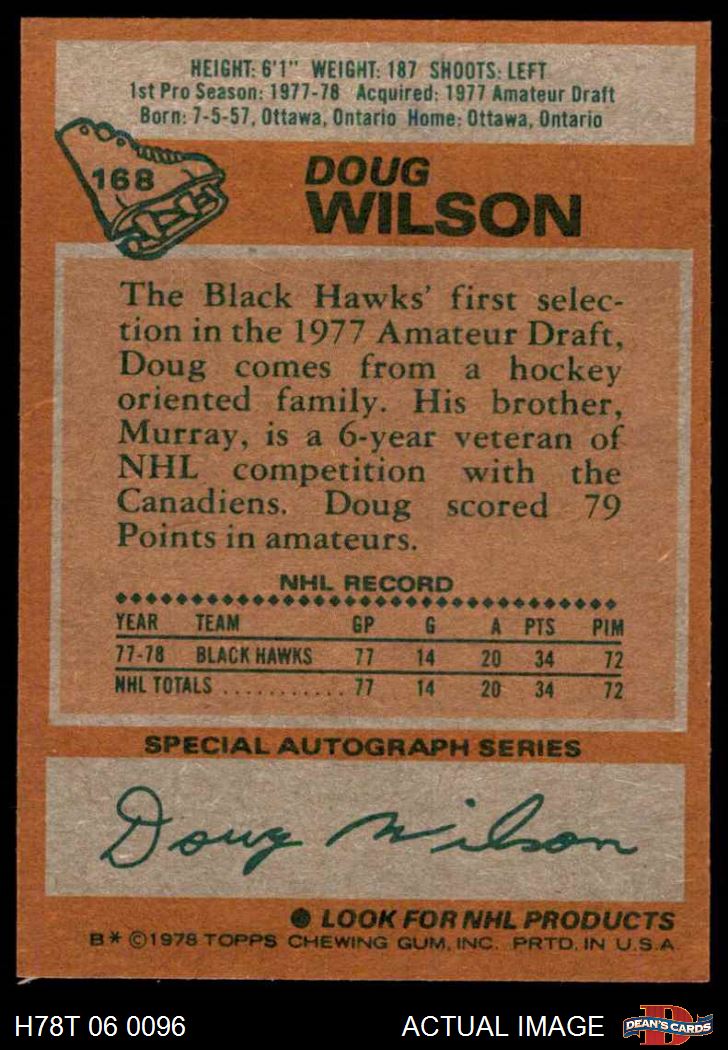 HEIGHT: 6'1" WEIGHT: 187 SHOOTS: LEFT
1st Pro Season: 1977-78 Acquired: 1977 Amateur Draft
Born: 7-5-57, Ottawa, Ontario Home: Ottawa, Ontario
168
DOUG
WILSON
The Black Hawks' first selec-
tion in the 1977 Amateur Draft,
Doug comes from a hockey
oriented family. His brother,
Murray, is a 6-year veteran of
NHL competition with the
Canadiens. Doug scored 79
Points in amateurs.
NHL RECORD
YEAR TEAM GP G A PTS PIM
77-78 BLACK HAWKS 77 14 20 34 72
NHL TOTALS ........... 77 14 20 34 72
SPECIAL AUTOGRAPH SERIES
Doug Wilson
● LOOK FOR NHL PRODUCTS
B* ©1978 TOPPS CHEWING GUM, INC. PRTD. IN U.S.A
H78T 06 0096 ACTUAL IMAGE D DEAN'S CARDS